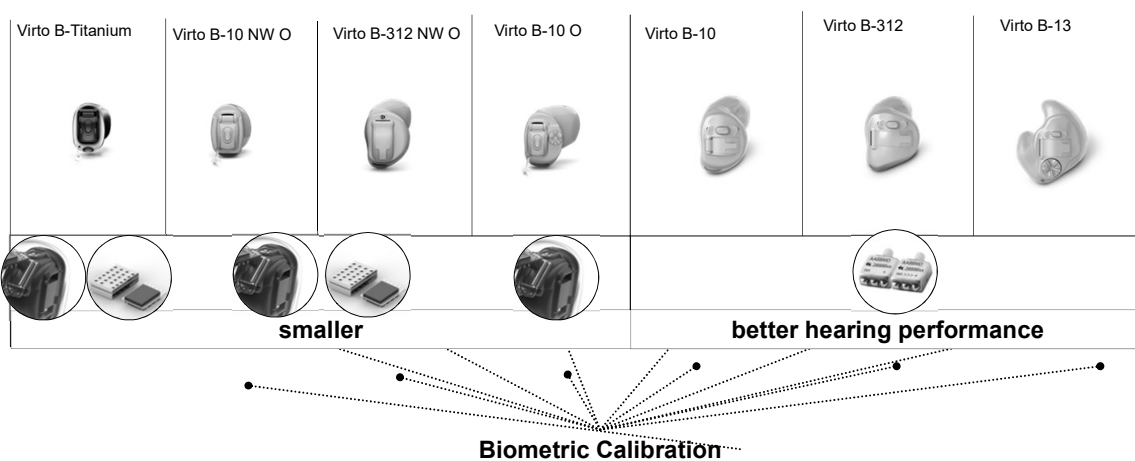 Virto B-Titanium
Virto B-10 NW O
Virto B-312 NW O
Virto B-10 O
Virto B-10
Virto B-312
Virto B-13
smaller
better hearing performance
Biometric Calibration